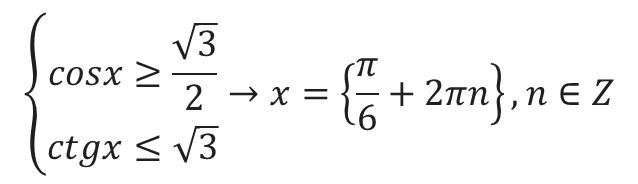 cosx ≥ √3/2 → x = {π/6 + 2πn}, n ∈ Z
ctgx ≤ √3